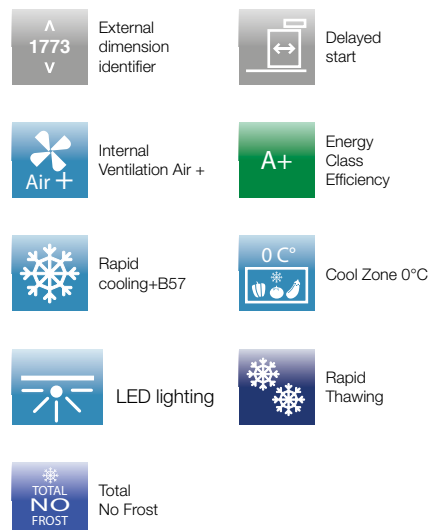 ^
1773
v
External
dimension
identifier
Delayed
start
Air +
Internal
Ventilation Air +
A+
Energy
Class
Efficiency
Rapid
cooling+B57
0 C°
Cool Zone 0°C
LED lighting
Rapid
Thawing
TOTAL
NO
FROST
Total
No Frost